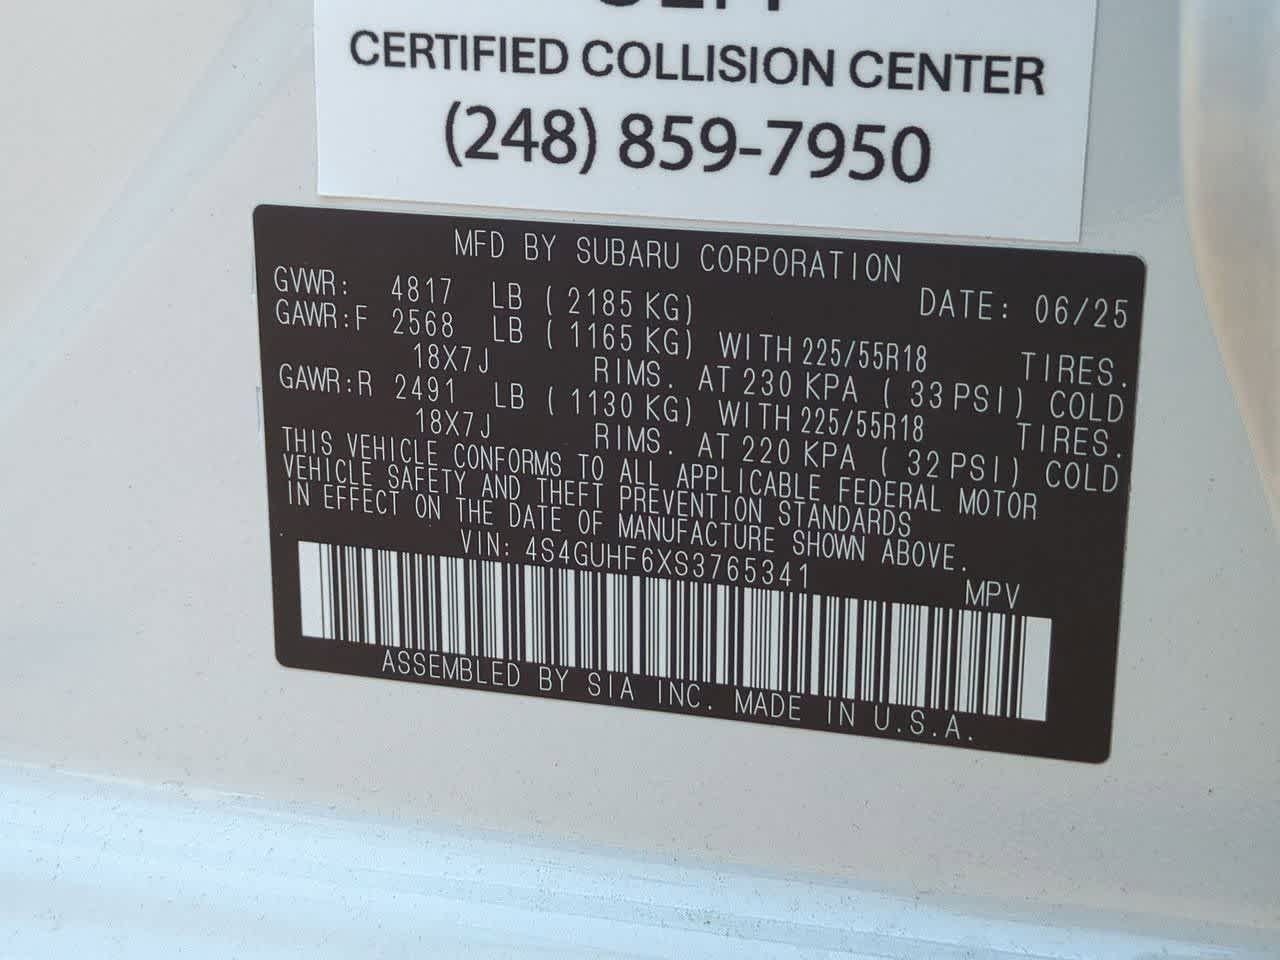 CERTIFIED COLLISION CENTER
(248) 859-7950
MFD BY SUBARU CORPORATION
GVWR: 4817 LB ( 2185 KG) DATE: 06/25
GAWR:F 2568 LB ( 1165 KG) WITH 225/55R18 TIRES.
18X7J RIMS. AT 230 KPA ( 33 PSI) COLD
GAWR:R 2491 LB ( 1130 KG) WITH 225/55R18 TIRES.
18X7J RIMS. AT 220 KPA ( 32 PSI) COLD
THIS VEHICLE CONFORMS TO ALL APPLICABLE FEDERAL MOTOR
VEHICLE SAFETY AND THEFT PREVENTION STANDARDS
IN EFFECT ON THE DATE OF MANUFACTURE SHOWN ABOVE.
VIN: 4S4GUHF6XS3765341 MPV
ASSEMBLED BY SIA INC. MADE IN U.S.A.